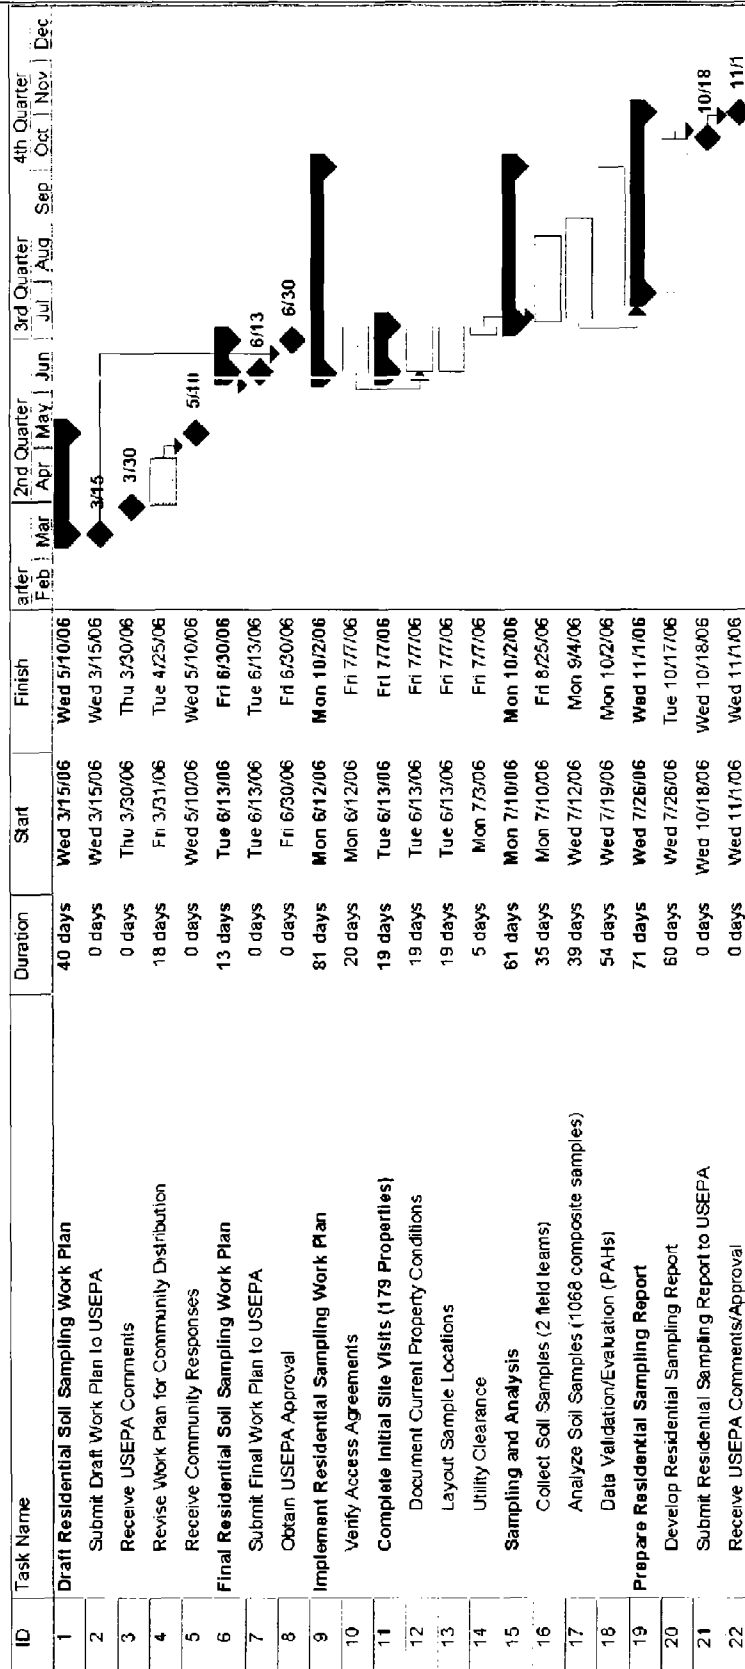 ID Task Name Duration Start Finish arter 2nd Quarter 3rd Quarter 4th Quarter
Feb Mar Apr May Jun Jul Aug Sep Oct Nov Dec
1 Draft Residential Soil Sampling Work Plan 40 days Wed 3/15/06 Wed 5/10/06
2 Submit Draft Work Plan to USEPA 0 days Wed 3/15/06 Wed 3/15/06 3/15
3 Receive USEPA Comments 0 days Thu 3/30/06 Thu 3/30/06 3/30
4 Revise Work Plan for Community Distribution 18 days Fri 3/31/06 Tue 4/25/06
5 Receive Community Responses 0 days Wed 5/10/06 Wed 5/10/06 5/10
6 Final Residential Soil Sampling Work Plan 13 days Tue 6/13/06 Fri 6/30/06
7 Submit Final Work Plan to USEPA 0 days Tue 6/13/06 Tue 6/13/06 6/13
8 Obtain USEPA Approval 0 days Fri 6/30/06 Fri 6/30/06 6/30
9 Implement Residential Sampling Work Plan 81 days Mon 6/12/06 Mon 10/2/06
10 Verify Access Agreements 20 days Mon 6/12/06 Fri 7/7/06
11 Complete Initial Site Visits (179 Properties) 19 days Tue 6/13/06 Fri 7/7/06
12 Document Current Property Conditions 19 days Tue 6/13/06 Fri 7/7/06
13 Layout Sample Locations 19 days Tue 6/13/06 Fri 7/7/06
14 Utility Clearance 5 days Mon 7/3/06 Fri 7/7/06
15 Sampling and Analysis 61 days Mon 7/10/06 Mon 10/2/06
16 Collect Soil Samples (2 field teams) 35 days Mon 7/10/06 Fri 8/25/06
17 Analyze Soil Samples (1068 composite samples) 39 days Wed 7/12/06 Mon 9/4/06
18 Data Validation/Evaluation (PAHs) 54 days Wed 7/19/06 Mon 10/2/06
19 Prepare Residential Sampling Report 71 days Wed 7/26/06 Wed 11/1/06
20 Develop Residential Sampling Report 60 days Wed 7/26/06 Tue 10/17/06
21 Submit Residential Sampling Report to USEPA 0 days Wed 10/18/06 Wed 10/18/06 10/18
22 Receive USEPA Comments/Approval 0 days Wed 11/1/06 Wed 11/1/06 11/1